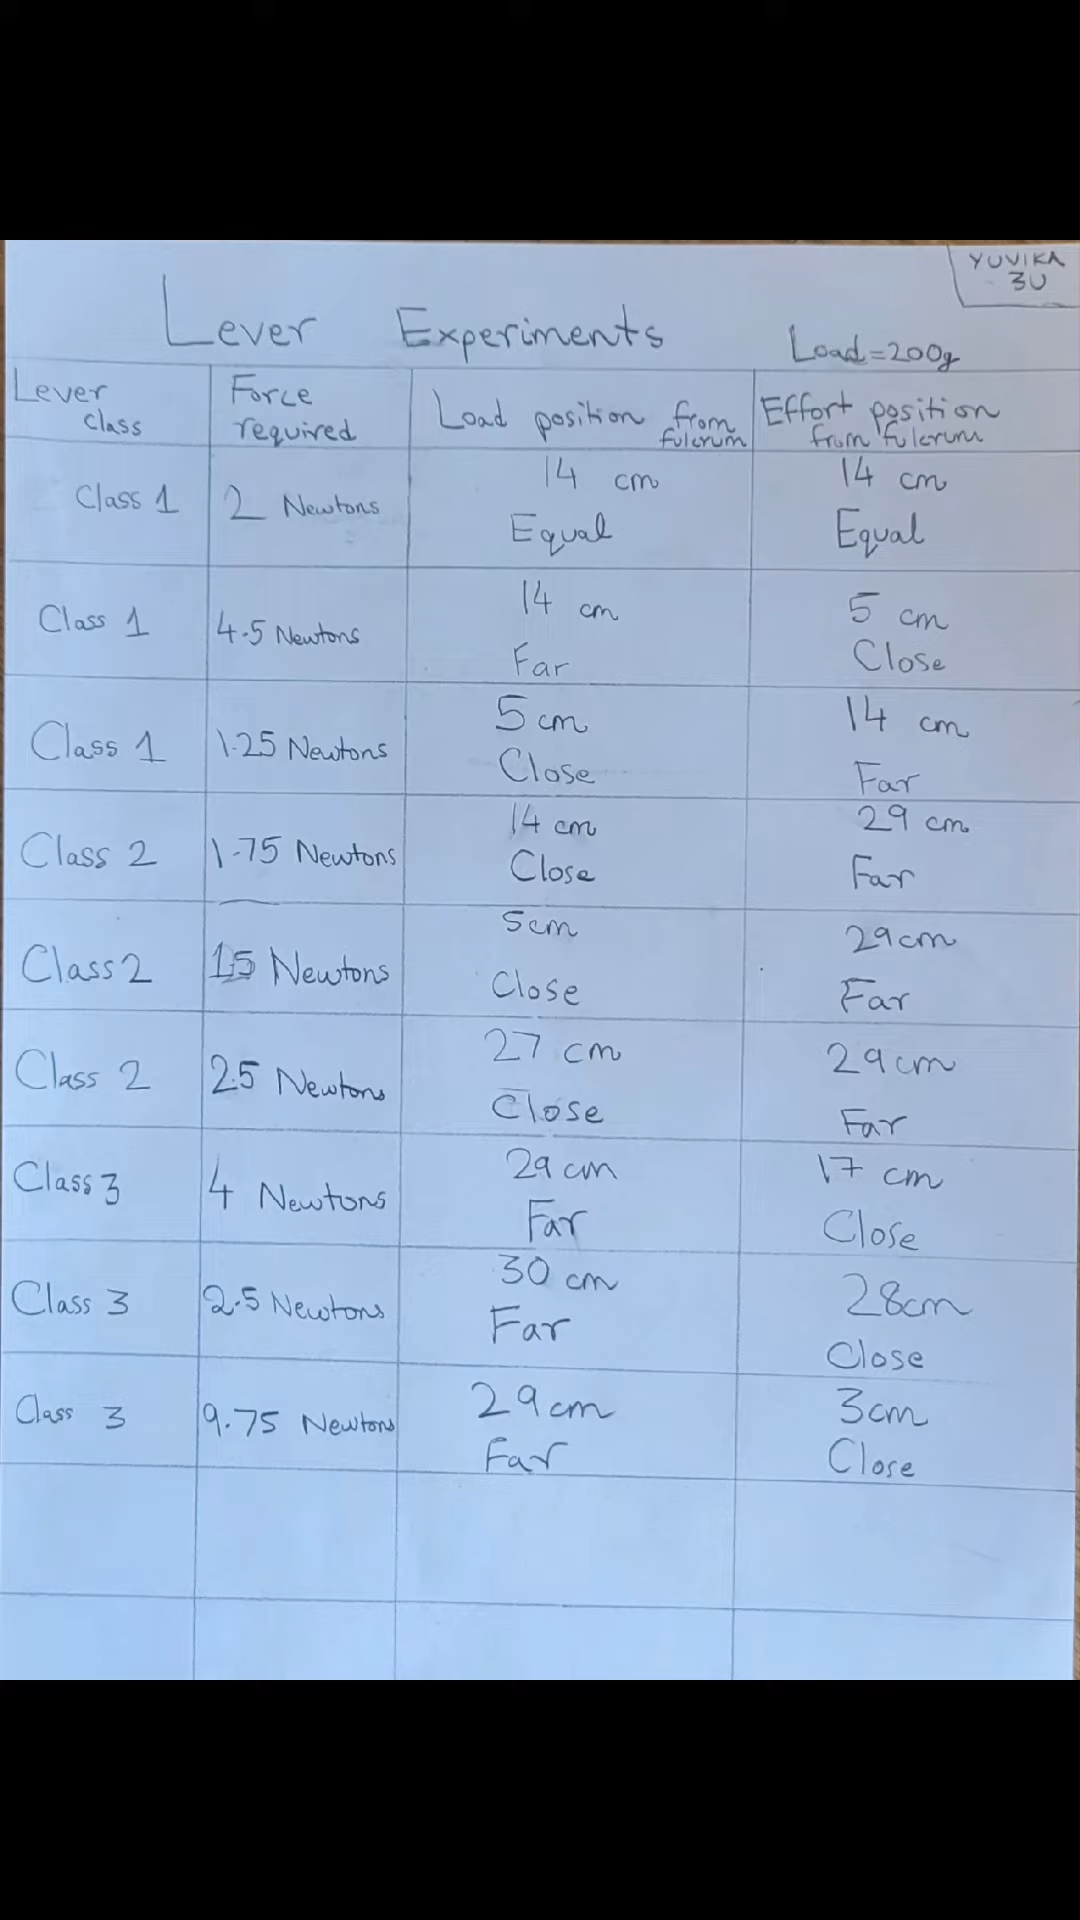 YUVIKA
3U
Lever Experiments
Load=200g
Lever class
Force required
Load position from fulcrum
Effort position from fulcrum
Class 1
2 Newtons
14 cm
Equal
14 cm
Equal
Class 1
4.5 Newtons
14 cm
Far
5 cm
Close
Class 1
1.25 Newtons
5 cm
Close
14 cm
Far
Class 2
1.75 Newtons
14 cm
Close
29 cm
Far
Class 2
1.5 Newtons
5cm
Close
29cm
Far
Class 2
2.5 Newtons
27 cm
Close
29cm
Far
Class 3
4 Newtons
29cm
Far
17 cm
Close
Class 3
2.5 Newtons
30 cm
Far
28cm
Close
Class 3
9.75 Newtons
29cm
Far
3cm
Close